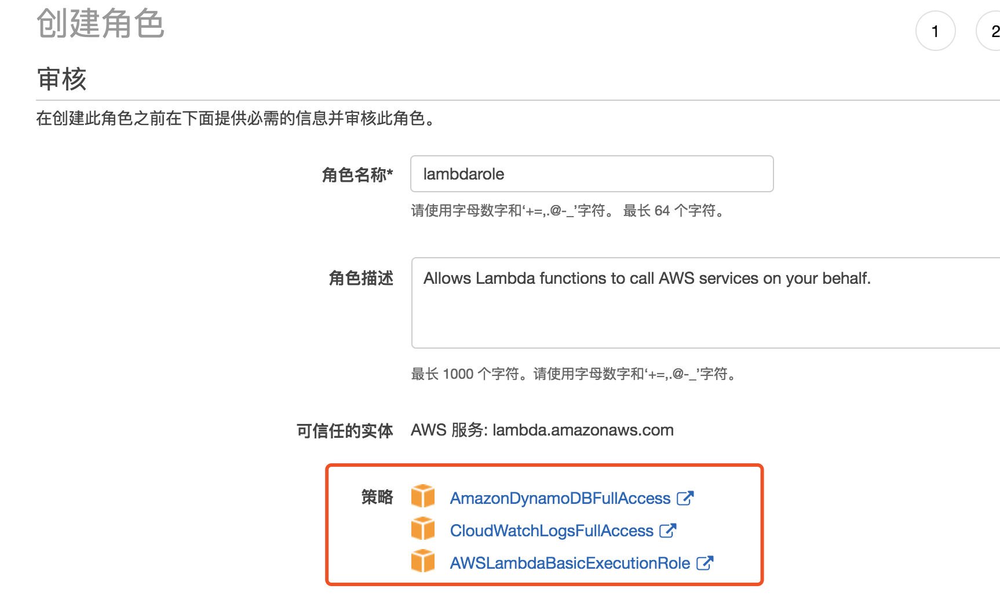 创建角色
1
2
审核
在创建此角色之前在下面提供必需的信息并审核此角色。
角色名称* lambdarole
请使用字母数字和‘+=,.@-_’字符。 最长 64 个字符。
角色描述 Allows Lambda functions to call AWS services on your behalf.
最长 1000 个字符。请使用字母数字和‘+=,.@-_’字符。
可信任的实体 AWS 服务: lambda.amazonaws.com
策略 AmazonDynamoDBFullAccess
CloudWatchLogsFullAccess
AWSLambdaBasicExecutionRole